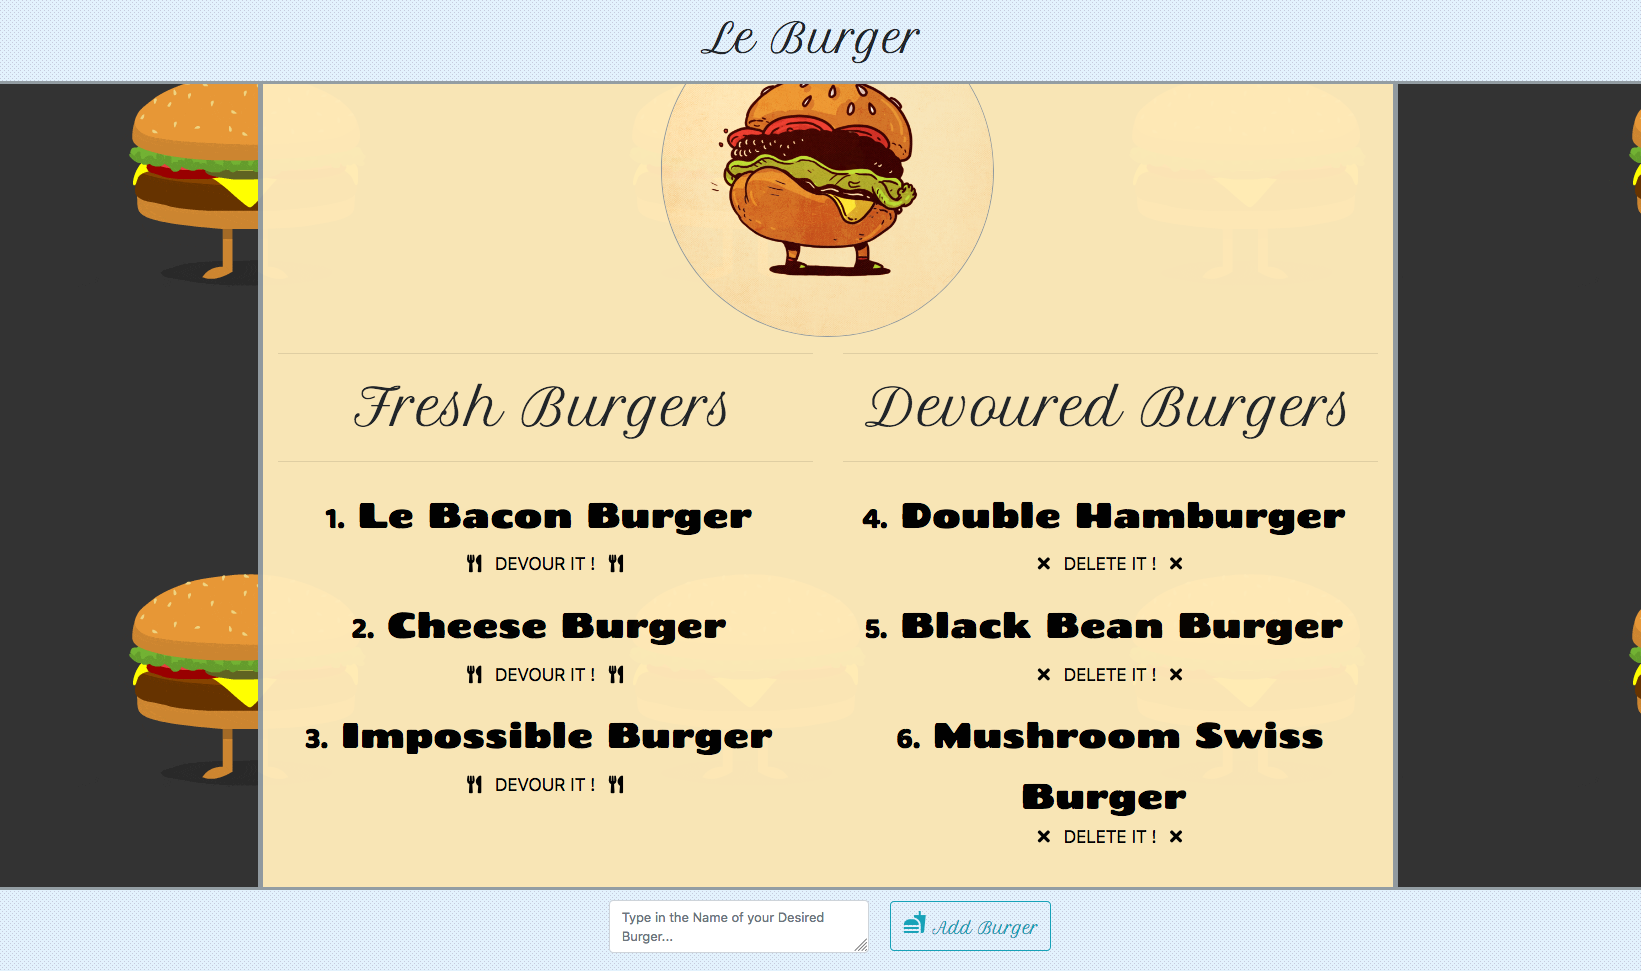 Le Burger
Fresh Burgers
1. Le Bacon Burger
DEVOUR IT !
2. Cheese Burger
DEVOUR IT !
3. Impossible Burger
DEVOUR IT !
Devoured Burgers
4. Double Hamburger
DELETE IT !
5. Black Bean Burger
DELETE IT !
6. Mushroom Swiss
Burger
DELETE IT !
Type in the Name of your Desired
Burger...
Add Burger